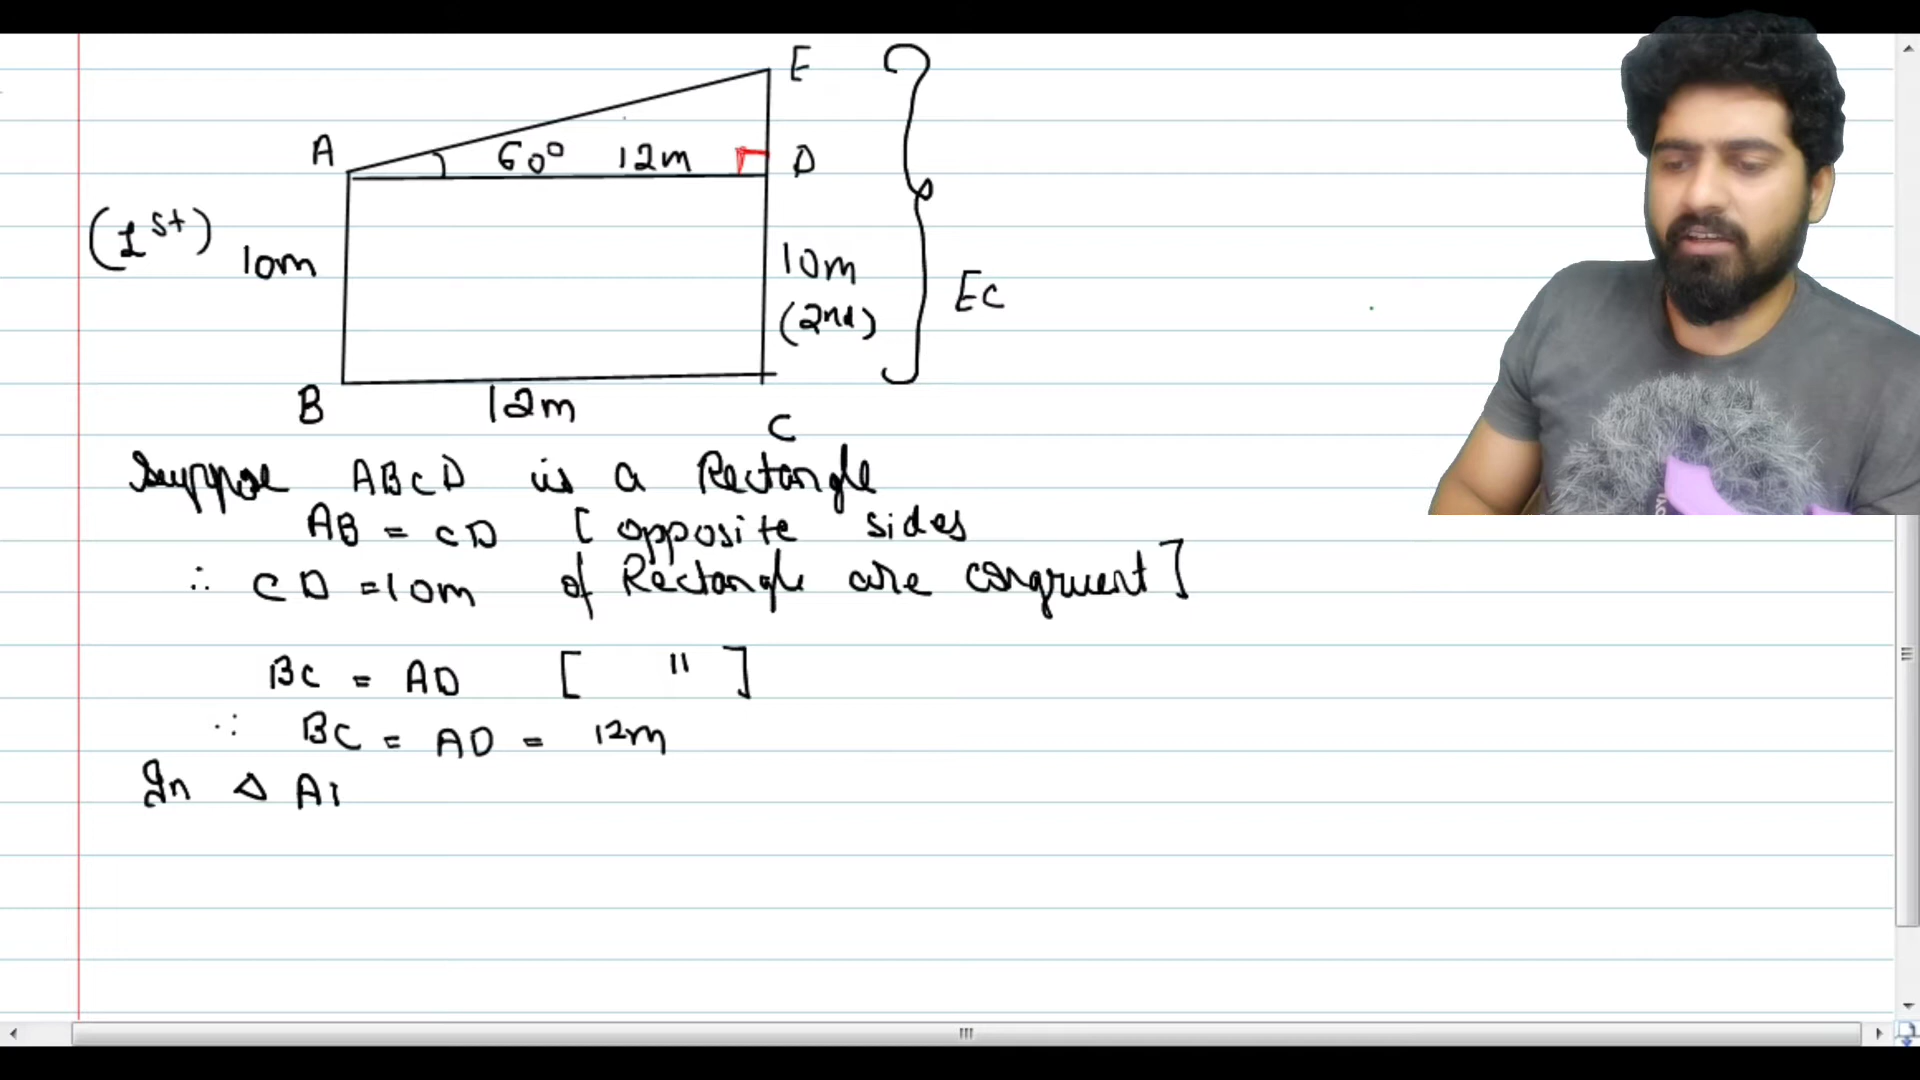 E
A 60° 12m D
(1st) 10m 10m
(2nd) EC
B 12m C
Suppose ABCD is a Rectangle
AB = CD [ opposite sides
∴ CD = 10m of Rectangle are congruent ]
BC = AD [ " ]
∴ BC = AD = 12m
In Δ A